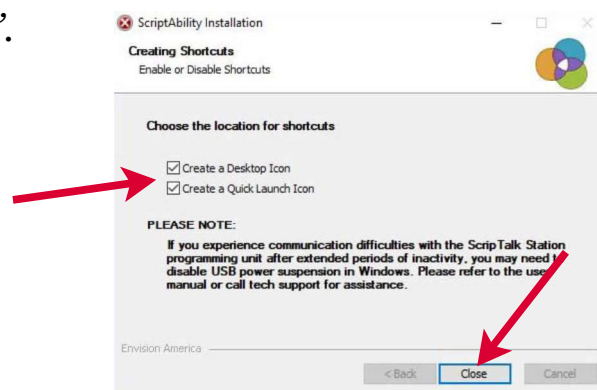 ”.
ScriptAbility Installation
Creating Shortcuts
Enable or Disable Shortcuts
Choose the location for shortcuts
Create a Desktop Icon
Create a Quick Launch Icon
PLEASE NOTE:
If you experience communication difficulties with the ScripTalk Station
programming unit after extended periods of inactivity, you may need to
disable USB power suspension in Windows. Please refer to the user
manual or call tech support for assistance.
Envision America
< Back Close Cancel